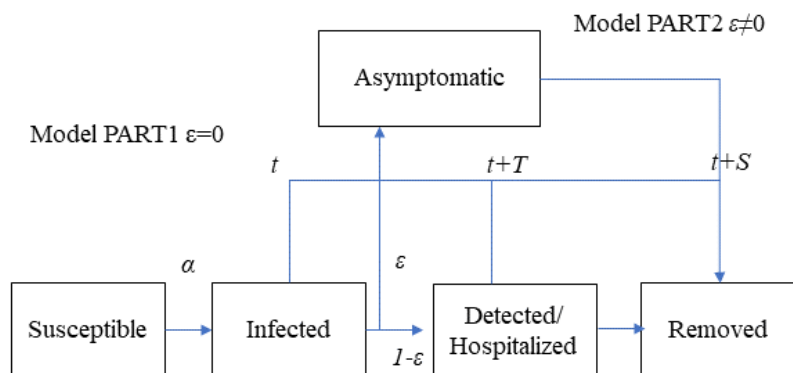 Model PART2 ε≠0
Asymptomatic
Model PART1 ε=0
t
t+T
t+S
α
ε
Susceptible
Infected
1-ε
Detected/
Hospitalized
Removed